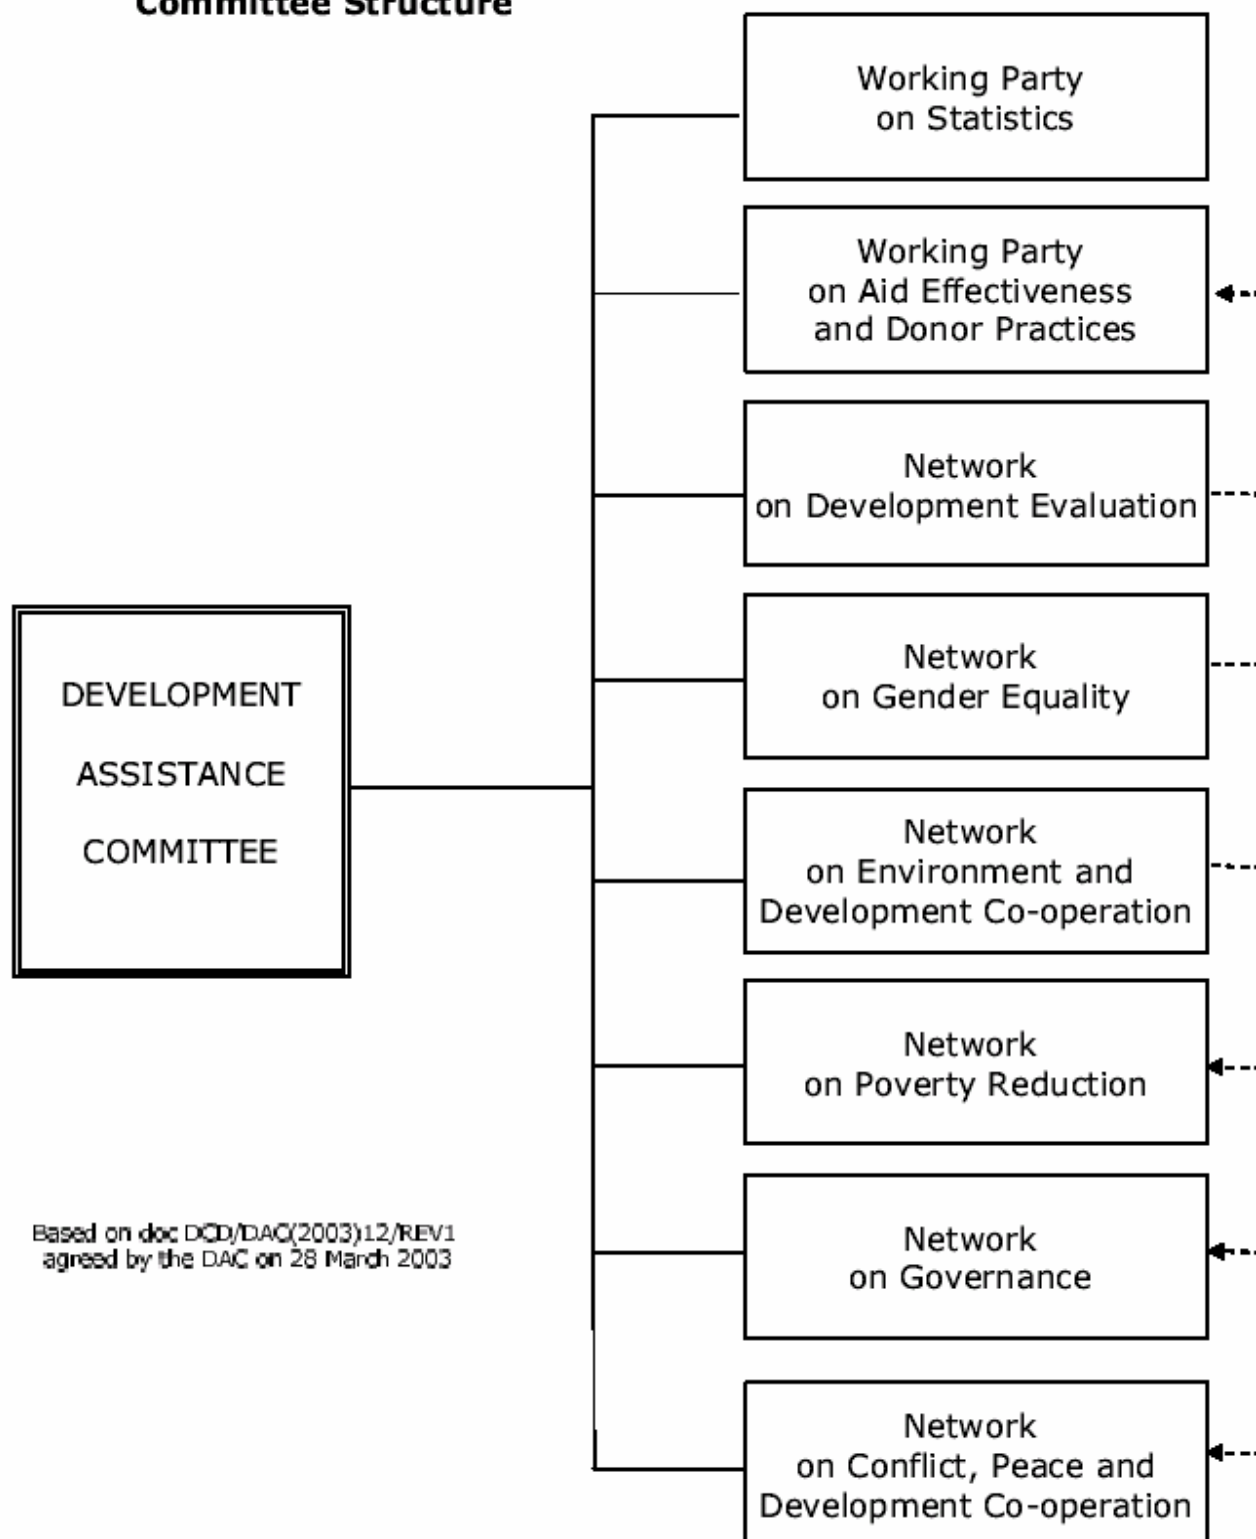 Committee Structure
Working Party
on Statistics
Working Party
on Aid Effectiveness
and Donor Practices
Network
on Development Evaluation
Network
on Gender Equality
DEVELOPMENT
ASSISTANCE
COMMITTEE
Network
on Environment and
Development Co-operation
Network
on Poverty Reduction
Based on doc DCD/DAC(2003)12/REV1
agreed by the DAC on 28 March 2003
Network
on Governance
Network
on Conflict, Peace and
Development Co-operation